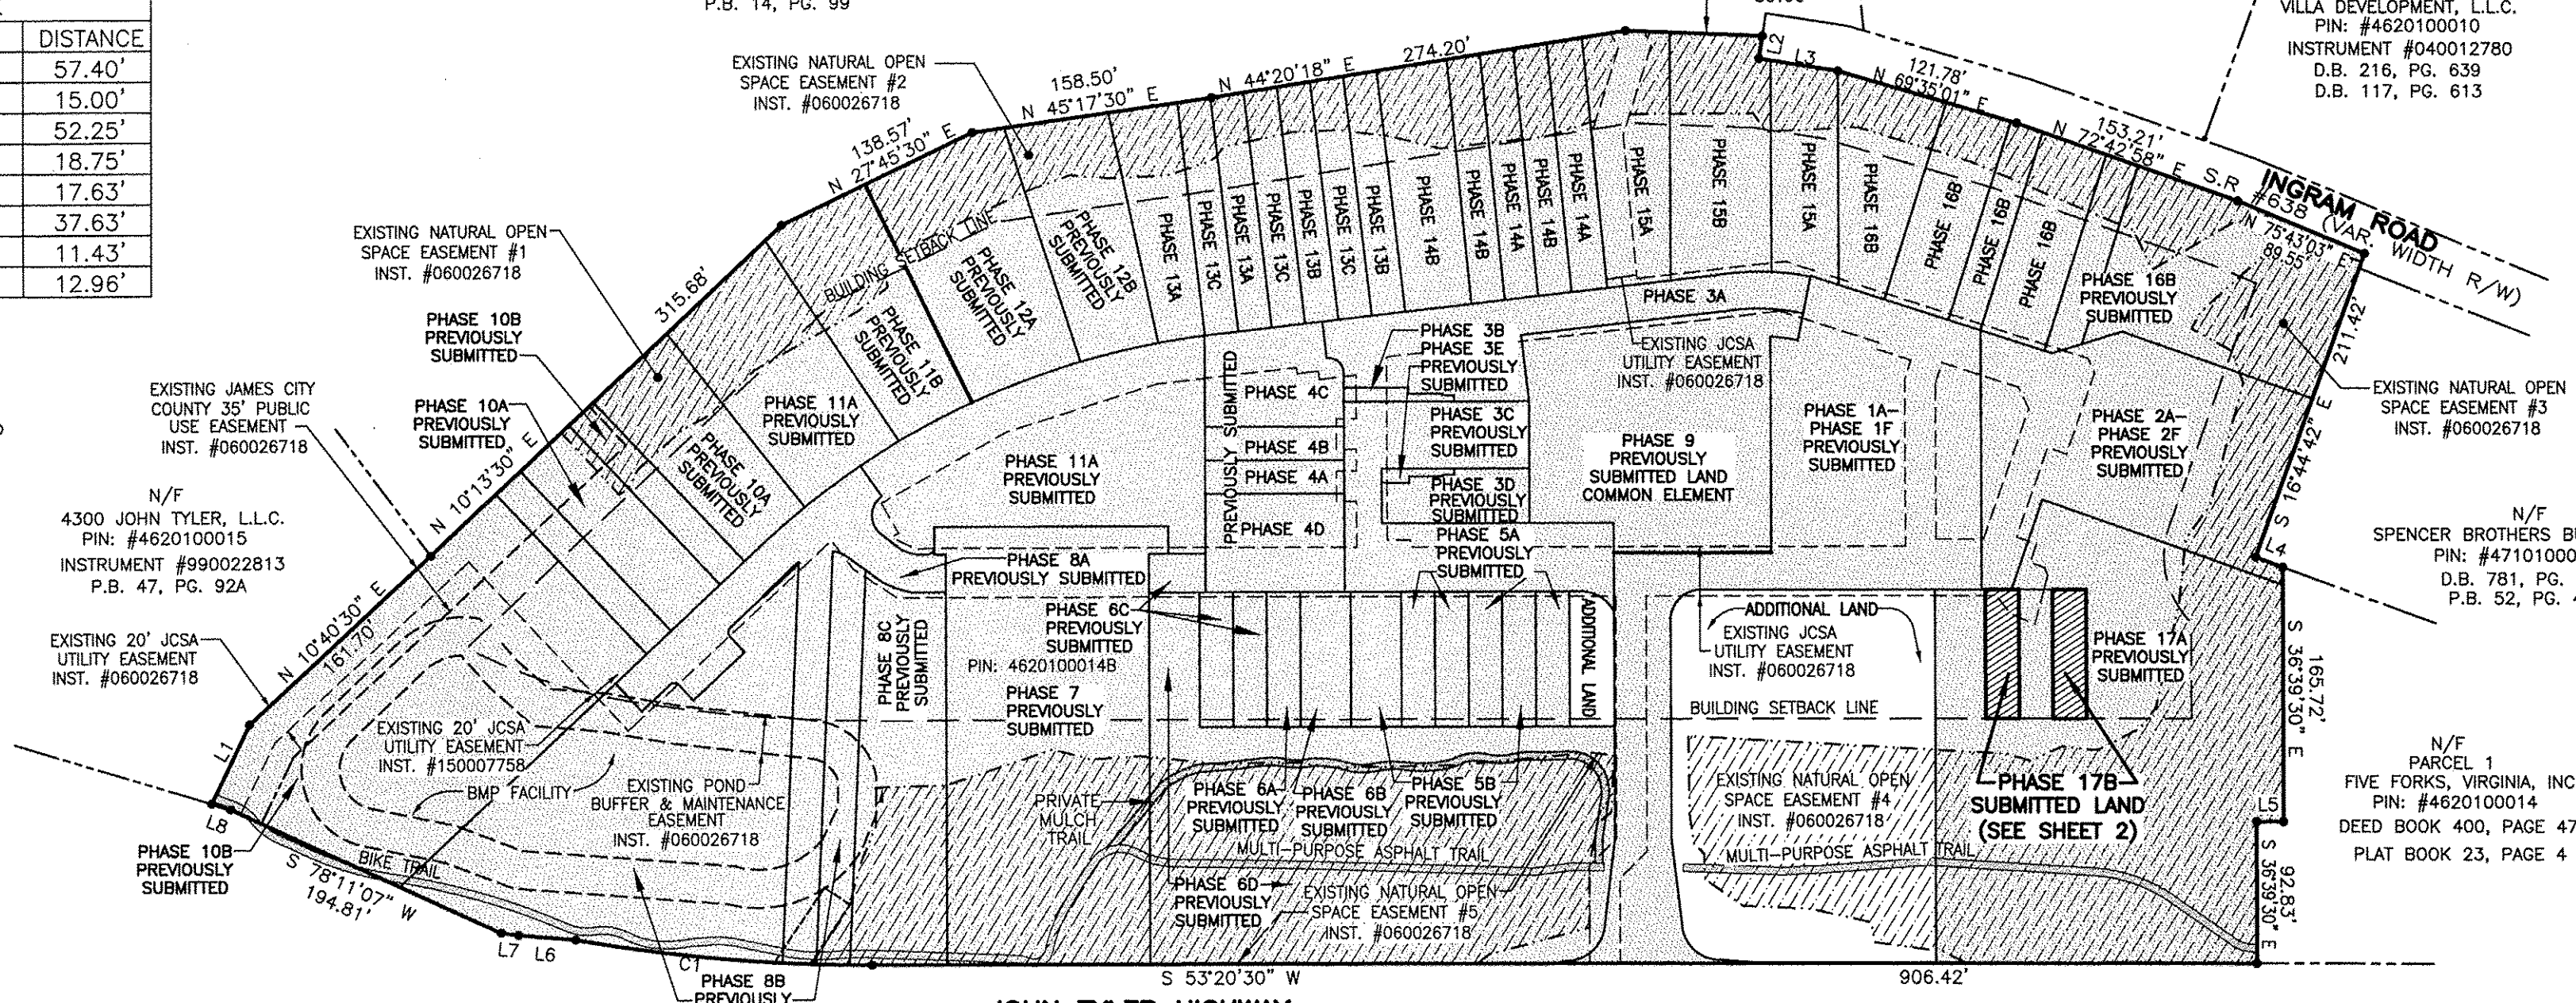 P.B. 14, PG. 99
DISTANCE
57.40'
15.00'
52.25'
18.75'
17.63'
37.63'
11.43'
12.96'
VILLA DEVELOPMENT, L.L.C.
PIN: #4620100010
INSTRUMENT #040012780
D.B. 216, PG. 639
D.B. 117, PG. 613
EXISTING NATURAL OPEN
SPACE EASEMENT #2
INST. #060026718
N 27°45'30" E
138.57'
N 45°17'30" E
158.50'
N 44°20'18" E
274.20'
L2
L3
N 69°35'01" E
121.78'
N 72°42'58" E
153.21'
S.R #638 (VAR. WIDTH R/W)
INGRAM ROAD
N 75°43'03" E
89.55'
EXISTING NATURAL OPEN
SPACE EASEMENT #1
INST. #060026718
315.68'
N 10°13'30" E
BUILDING SETBACK LINE
PHASE 10B
PREVIOUSLY
SUBMITTED
PHASE 10A
PREVIOUSLY
SUBMITTED
PHASE 10A
PREVIOUSLY
SUBMITTED
PHASE 11A
PREVIOUSLY
SUBMITTED
PHASE 11B
PREVIOUSLY
SUBMITTED
PHASE 12A
PREVIOUSLY
SUBMITTED
PHASE 12B
PREVIOUSLY
SUBMITTED
PHASE 13A
PHASE 13C
PHASE 13A
PHASE 13C
PHASE 13B
PHASE 13C
PHASE 13B
PHASE 14B
PHASE 14B
PHASE 14A
PHASE 14B
PHASE 14A
PHASE 15A
PHASE 15B
PHASE 15A
PHASE 16B
PHASE 16B
PHASE 16B
PHASE 16B
PHASE 16B
PREVIOUSLY
SUBMITTED
211.42'
S 16°44'42" E
EXISTING NATURAL OPEN
SPACE EASEMENT #3
INST. #060026718
EXISTING JAMES CITY
COUNTY 35' PUBLIC
USE EASEMENT
INST. #060026718
N/F
4300 JOHN TYLER, L.L.C.
PIN: #4620100015
INSTRUMENT #990022813
P.B. 47, PG. 92A
EXISTING 20' JCSA
UTILITY EASEMENT
INST. #060026718
N 10°40'30" E
161.70'
L1
PHASE 11A
PREVIOUSLY
SUBMITTED
PREVIOUSLY SUBMITTED
PHASE 4C
PHASE 4B
PHASE 4A
PHASE 4D
PHASE 3A
PHASE 3B
PHASE 3E
PREVIOUSLY
SUBMITTED
PHASE 3C
PREVIOUSLY
SUBMITTED
PHASE 3D
PREVIOUSLY
SUBMITTED
PHASE 5A
PREVIOUSLY
SUBMITTED
EXISTING JCSA
UTILITY EASEMENT
INST. #060026718
PHASE 9
PREVIOUSLY
SUBMITTED LAND
COMMON ELEMENT
PHASE 1A-
PHASE 1F
PREVIOUSLY
SUBMITTED
PHASE 2A-
PHASE 2F
PREVIOUSLY
SUBMITTED
N/F
SPENCER BROTHERS B
PIN: #47101000
D.B. 781, PG.
P.B. 52, PG.
L4
S 36°39'30" E
165.72'
PHASE 8A
PREVIOUSLY SUBMITTED
PHASE 8C
PREVIOUSLY
SUBMITTED
PHASE 6C
PREVIOUSLY
SUBMITTED
PIN: 4620100014B
PHASE 7
PREVIOUSLY
SUBMITTED
ADDITIONAL LAND
ADDITIONAL LAND
EXISTING JCSA
UTILITY EASEMENT
INST. #060026718
BUILDING SETBACK LINE
PHASE 17A
PREVIOUSLY
SUBMITTED
PHASE 17B
SUBMITTED LAND
(SEE SHEET 2)
N/F
PARCEL 1
FIVE FORKS, VIRGINIA, INC
PIN: #4620100014
DEED BOOK 400, PAGE 47
PLAT BOOK 23, PAGE 4
L5
S 36°39'30" E
92.83'
EXISTING 20' JCSA
UTILITY EASEMENT
INST. #150007758
BMP FACILITY
EXISTING POND
BUFFER & MAINTENANCE
EASEMENT
INST. #060026718
PRIVATE
MULCH
TRAIL
PHASE 6A
PREVIOUSLY
SUBMITTED
PHASE 6B
PREVIOUSLY
SUBMITTED
PHASE 5B
PREVIOUSLY
SUBMITTED
EXISTING NATURAL OPEN
SPACE EASEMENT #4
INST. #060026718
MULTI-PURPOSE ASPHALT TRAIL
MULTI-PURPOSE ASPHALT TRAIL
PHASE 6D
PREVIOUSLY
SUBMITTED
EXISTING NATURAL OPEN
SPACE EASEMENT #5
INST. #060026718
L8
PHASE 10B
PREVIOUSLY
SUBMITTED
BIKE TRAIL
S 78°11'07" W
194.81'
L7
L6
C1
PHASE 8B
PREVIOUSLY
S 53°20'30" W
906.42'
JOHN TYLER HIGHWAY